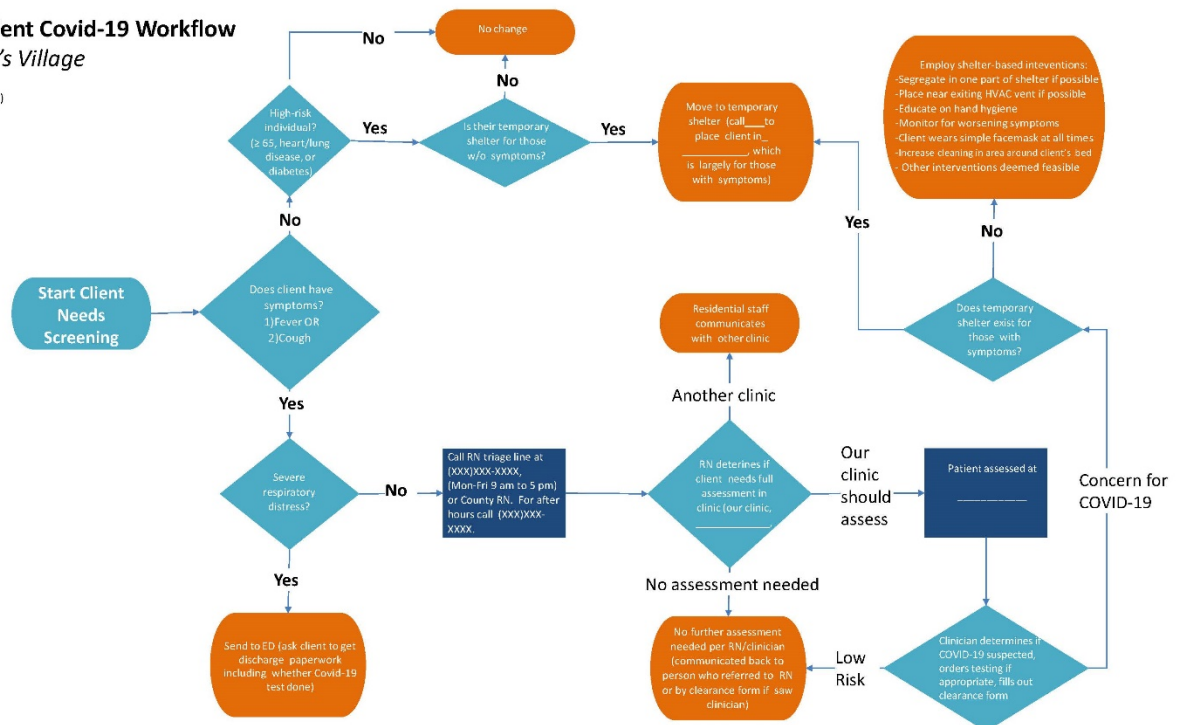 ent Covid-19 Workflow
's Village
)
No
No change
No
High-risk
individual?
(≥ 65, heart/lung
disease, or
diabetes)
Yes
Is their temporary
shelter for those
w/o symptoms?
Yes
Move to temporary
shelter (call____to
place client in_
____________, which
is largely for those
with symptoms)
Employ shelter-based inteventions:
-Segregate in one part of shelter if possible
-Place near exiting HVAC vent if possible
-Educate on hand hygiene
-Monitor for worsening symptoms
-Client wears simple facemask at all times
-Increase cleaning in area around client's bed
- Other interventions deemed feasible
No
Yes
No
Start Client
Needs
Screening
Does client have
symptoms?
1)Fever OR
2)Cough
Residential staff
communicates
with other clinic
Does temporary
shelter exist for
those with
symptoms?
Yes
Another clinic
Severe
respiratory
distress?
No
Call RN triage line at
(XXX)XXX-XXXX,
(Mon-Fri 9 am to 5 pm)
or County RN. For after
hours call (XXX)XXX-
XXXX.
RN deterines if
client needs full
assessment in
clinic (our clinic,
____________,
Our
clinic
should
assess
Patient assessed at
____________
Concern for
COVID-19
Yes
No assessment needed
Send to ED (ask client to get
discharge paperwork
including whether Covid-19
test done)
No further assessment
needed per RN/clinician
(communicated back to
person who referred to RN
or by clearance form if saw
clinician)
Low
Risk
Clinician determines if
COVID-19 suspected,
orders testing if
appropriate, fills out
clearance form